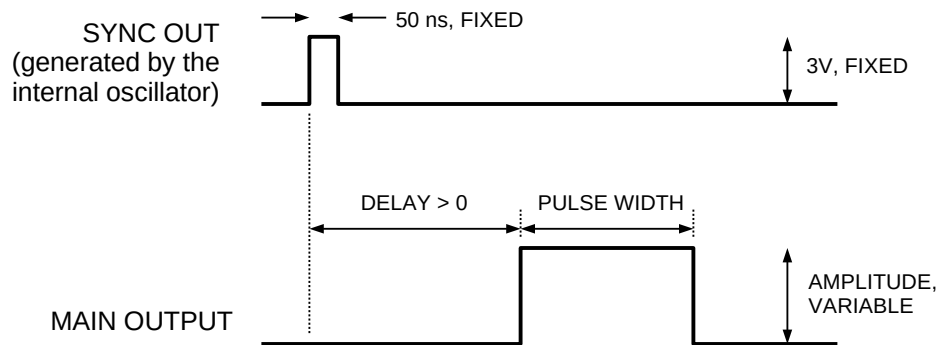 SYNC OUT
(generated by the
internal oscillator)
50 ns, FIXED
3V, FIXED
DELAY > 0
PULSE WIDTH
AMPLITUDE,
VARIABLE
MAIN OUTPUT